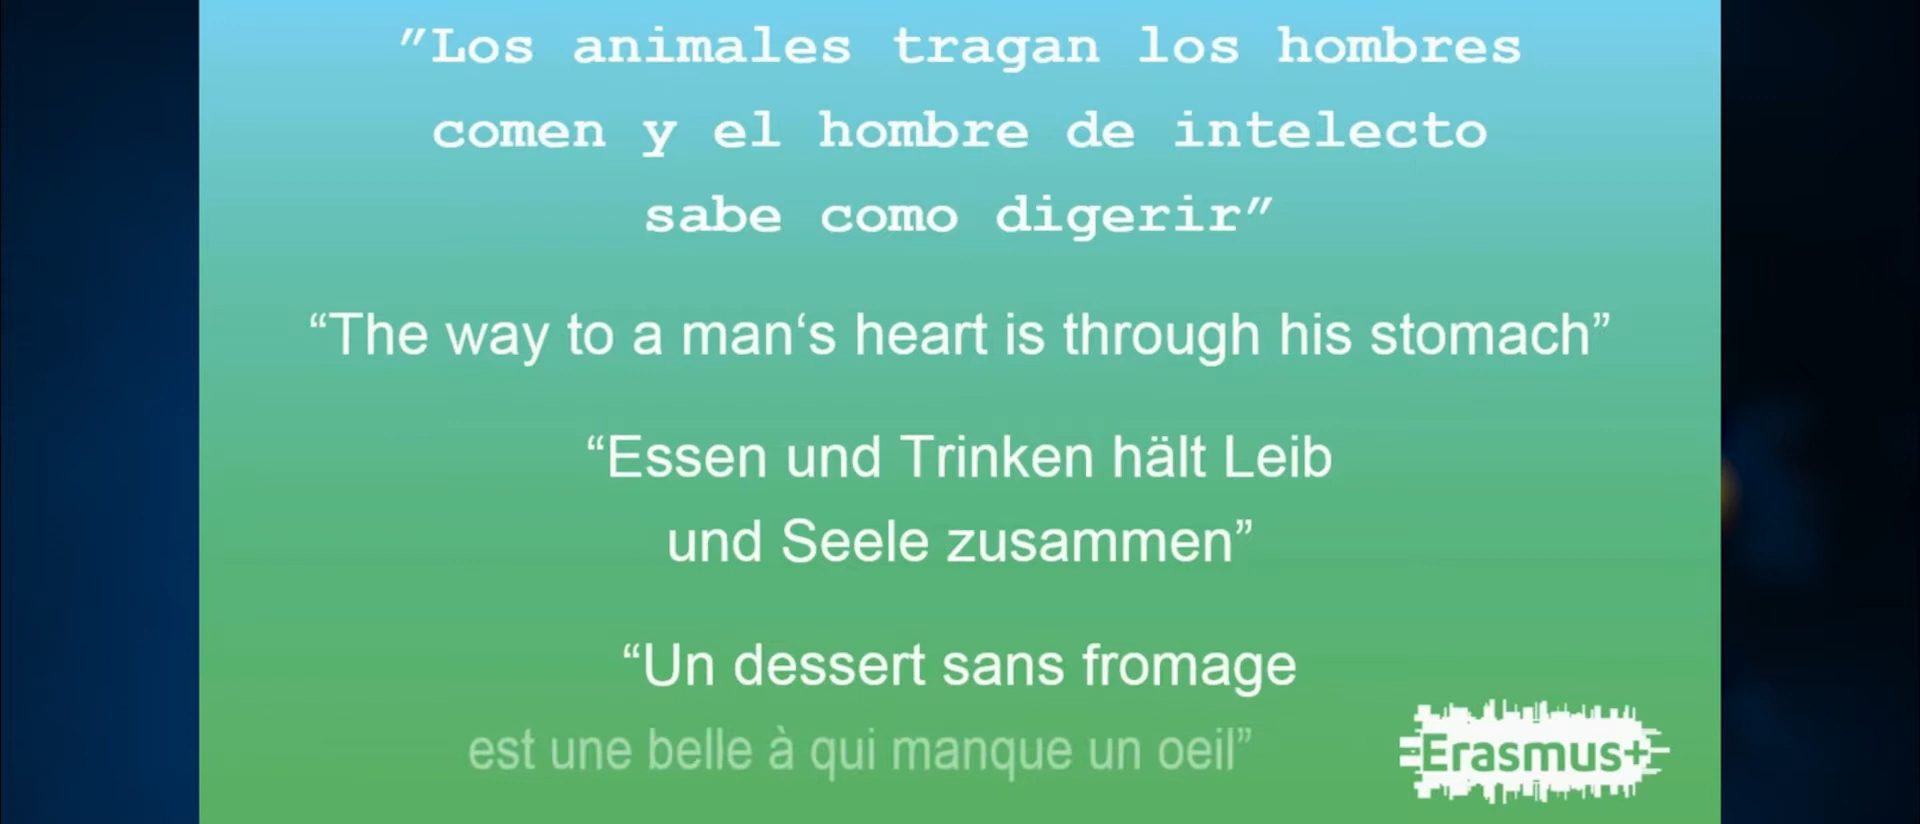 "Los animales tragan los hombres
comen y el hombre de intelecto
sabe como digerir"
“The way to a man‘s heart is through his stomach”
“Essen und Trinken hält Leib
und Seele zusammen”
“Un dessert sans fromage
est une belle à qui manque un oeil”
Erasmus+